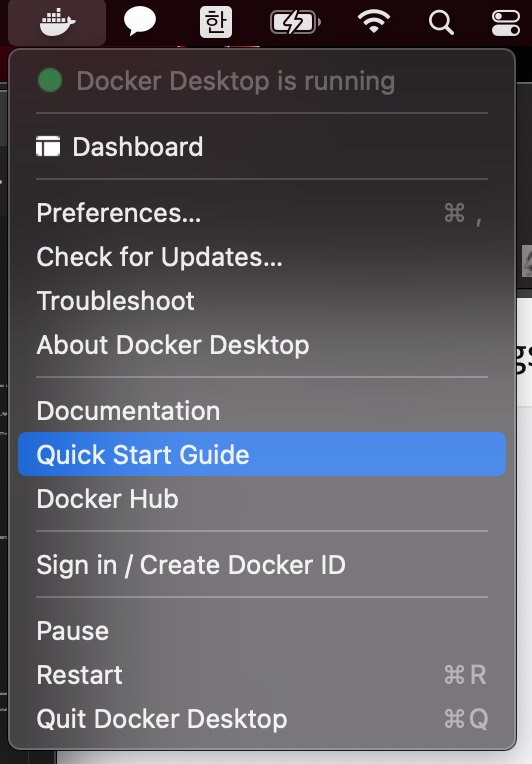 한
Docker Desktop is running
Dashboard
Preferences... ⌘ ,
Check for Updates...
Troubleshoot
About Docker Desktop
Documentation
Quick Start Guide
Docker Hub
Sign in / Create Docker ID
Pause
Restart ⌘R
Quit Docker Desktop ⌘Q